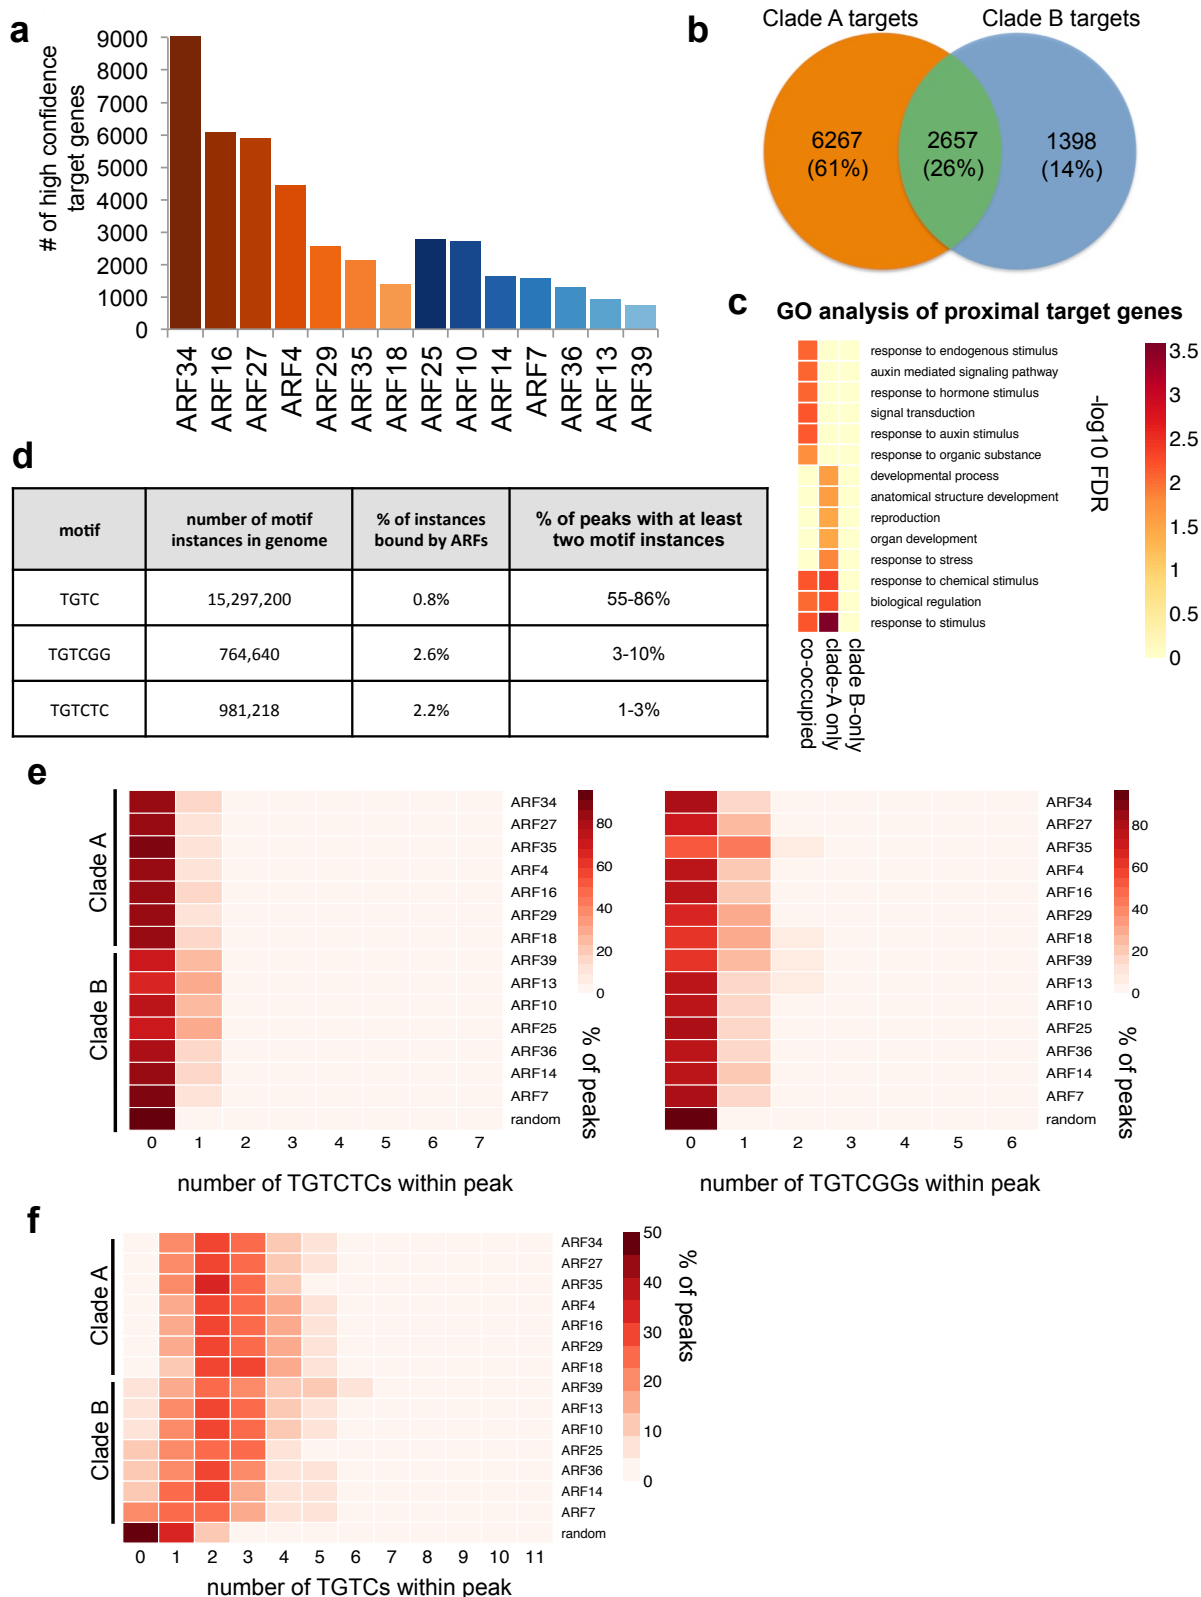 a
9000
8000
7000
6000
5000
4000
3000
2000
1000
0
# of high confidence
target genes
ARF34
ARF16
ARF27
ARF4
ARF29
ARF35
ARF18
ARF25
ARF10
ARF14
ARF7
ARF36
ARF13
ARF39
b
Clade A targets
Clade B targets
6267
(61%)
2657
(26%)
1398
(14%)
c
GO analysis of proximal target genes
response to endogenous stimulus
auxin mediated signaling pathway
response to hormone stimulus
signal transduction
response to auxin stimulus
response to organic substance
developmental process
anatomical structure development
reproduction
organ development
response to stress
response to chemical stimulus
biological regulation
response to stimulus
co-occupied
clade-A only
clade B-only
-log10 FDR
3.5
3
2.5
2
1.5
1
0.5
0
d
motif
number of motif
instances in genome
% of instances
bound by ARFs
% of peaks with at least
two motif instances
TGTC 15,297,200 0.8% 55-86%
TGTCGG 764,640 2.6% 3-10%
TGTCTC 981,218 2.2% 1-3%
e
Clade A
Clade B
ARF34
ARF27
ARF35
ARF4
ARF16
ARF29
ARF18
ARF39
ARF13
ARF10
ARF25
ARF36
ARF14
ARF7
random
0 1 2 3 4 5 6 7
number of TGTCTCs within peak
80
60
40
20
0
% of peaks
ARF34
ARF27
ARF35
ARF4
ARF16
ARF29
ARF18
ARF39
ARF13
ARF10
ARF25
ARF36
ARF14
ARF7
random
0 1 2 3 4 5 6
number of TGTCGGs within peak
80
60
40
20
0
% of peaks
f
Clade A
Clade B
ARF34
ARF27
ARF35
ARF4
ARF16
ARF29
ARF18
ARF39
ARF13
ARF10
ARF25
ARF36
ARF14
ARF7
random
0 1 2 3 4 5 6 7 8 9 10 11
number of TGTCs within peak
50
40
30
20
10
0
% of peaks